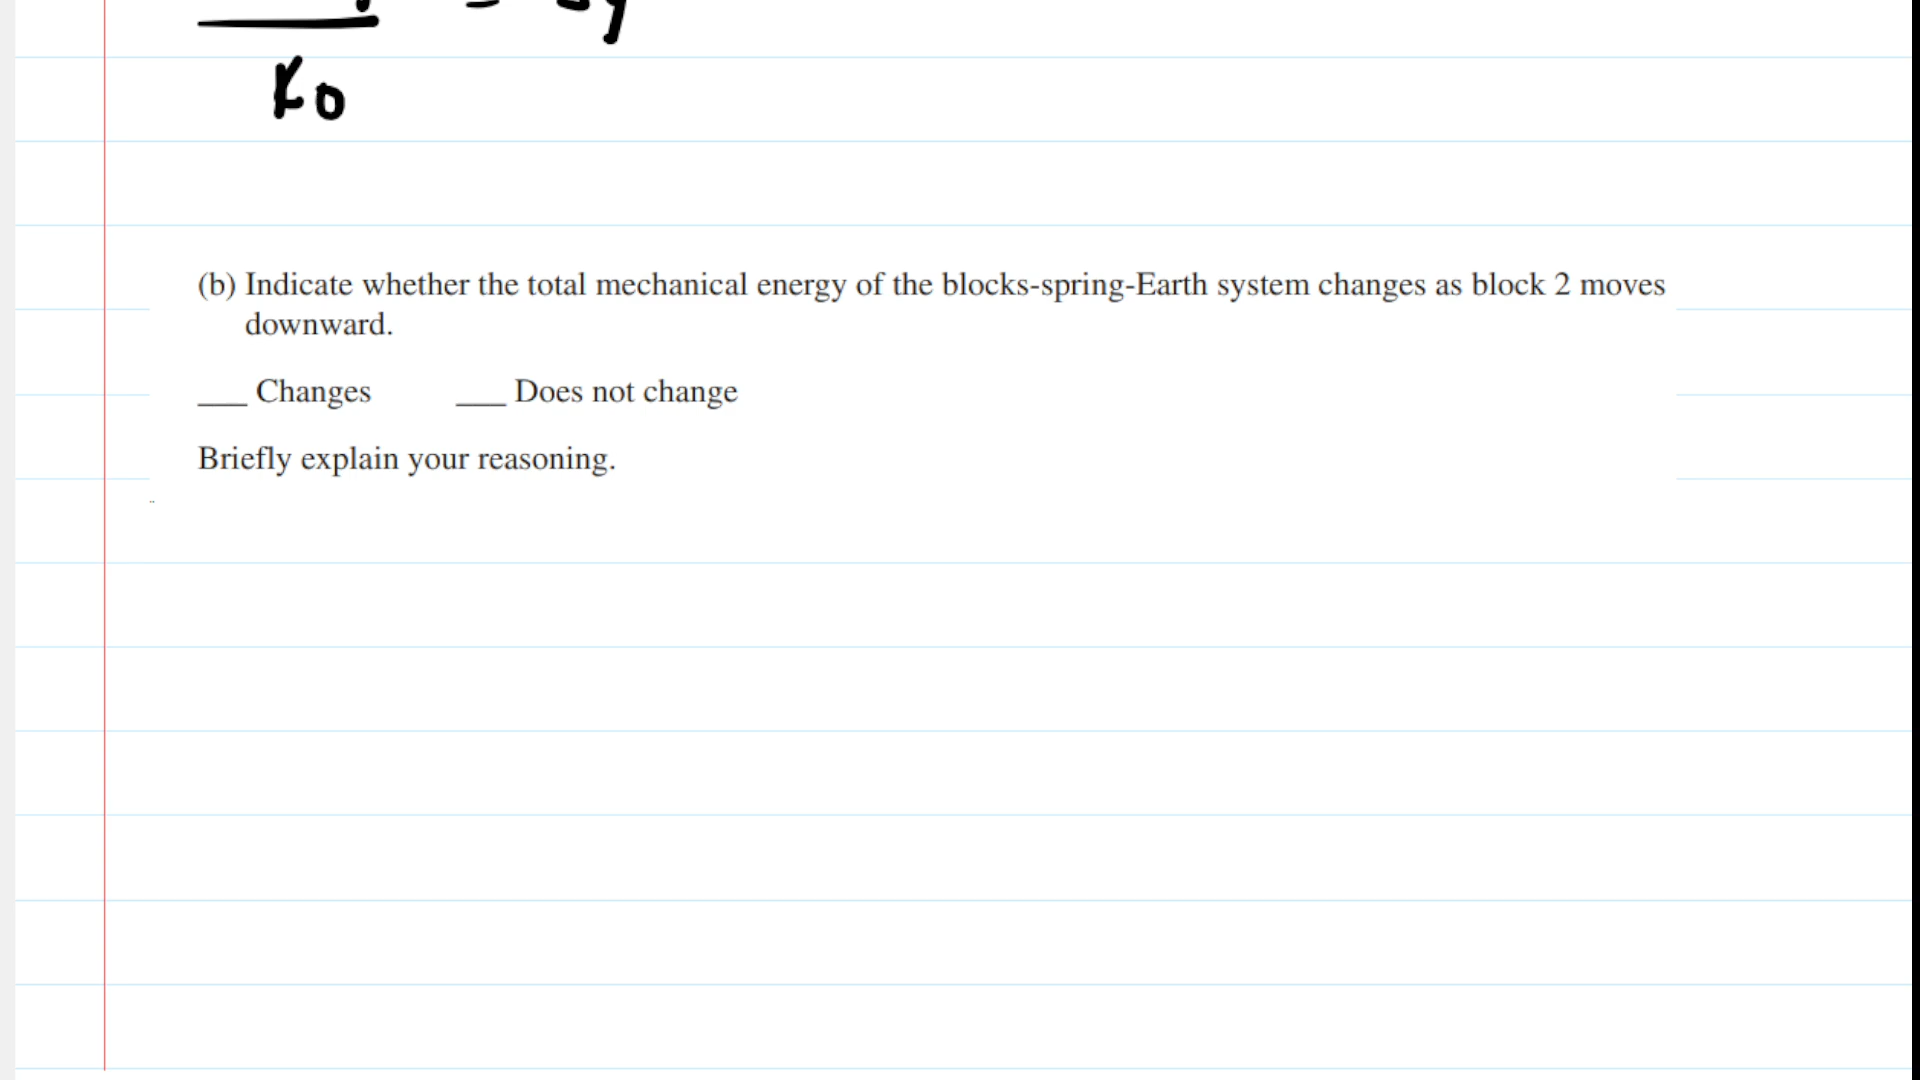 K₀
(b) Indicate whether the total mechanical energy of the blocks-spring-Earth system changes as block 2 moves
downward.
___ Changes ___ Does not change
Briefly explain your reasoning.